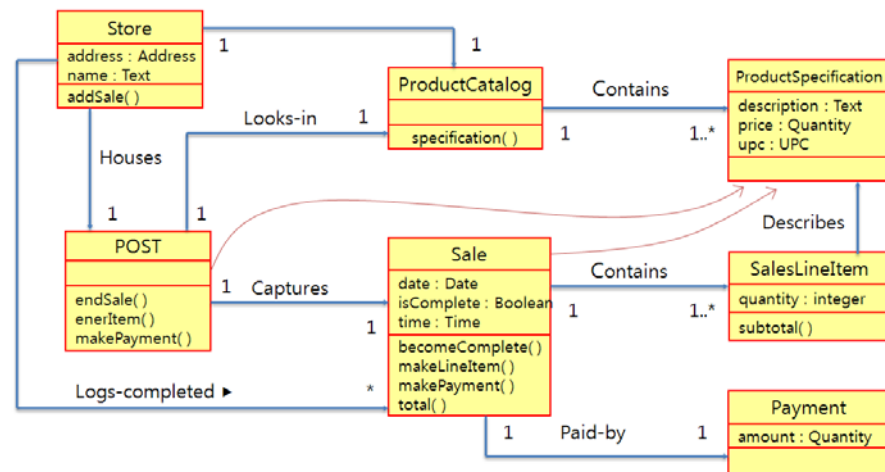 Store
address : Address
name : Text
addSale( )
1
1
ProductCatalog
specification( )
Contains
1
1..*
ProductSpecification
description : Text
price : Quantity
upc : UPC
Looks-in
1
1
Houses
1
POST
endSale( )
enerItem( )
makePayment( )
1
Captures
1
Sale
date : Date
isComplete : Boolean
time : Time
becomeComplete( )
makeLineItem( )
makePayment( )
total( )
Contains
1
1..*
Describes
SalesLineItem
quantity : integer
subtotal( )
Logs-completed ►
*
1
Paid-by
1
Payment
amount : Quantity